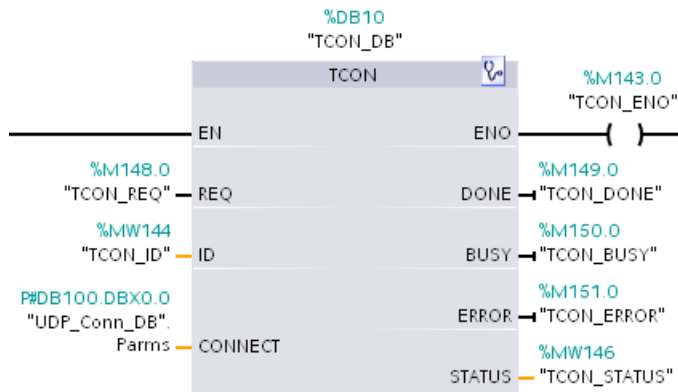 %DB10
"TCON_DB"
TCON
%M143.0
"TCON_ENO"
EN
ENO
%M148.0
"TCON_REQ"
REQ
%M149.0
DONE
"TCON_DONE"
%MW144
"TCON_ID"
ID
%M150.0
BUSY
"TCON_BUSY"
P#DB100.DBX0.0
"UDP_Conn_DB".
Parms
CONNECT
%M151.0
ERROR
"TCON_ERROR"
%MW146
STATUS
"TCON_STATUS"